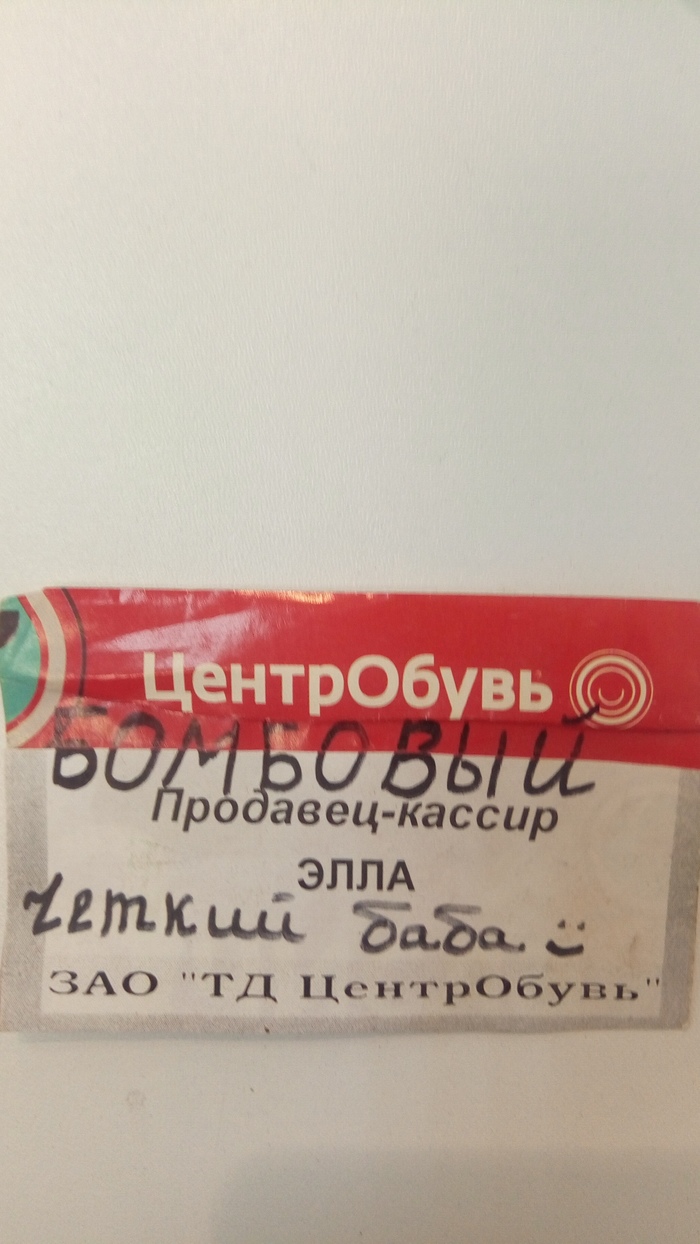 ЦентрОбувь
БОМБОВЫЙ
Продавец-кассир
ЭЛЛА
Четкий баба. :)
ЗАО "ТД ЦентрОбувь"